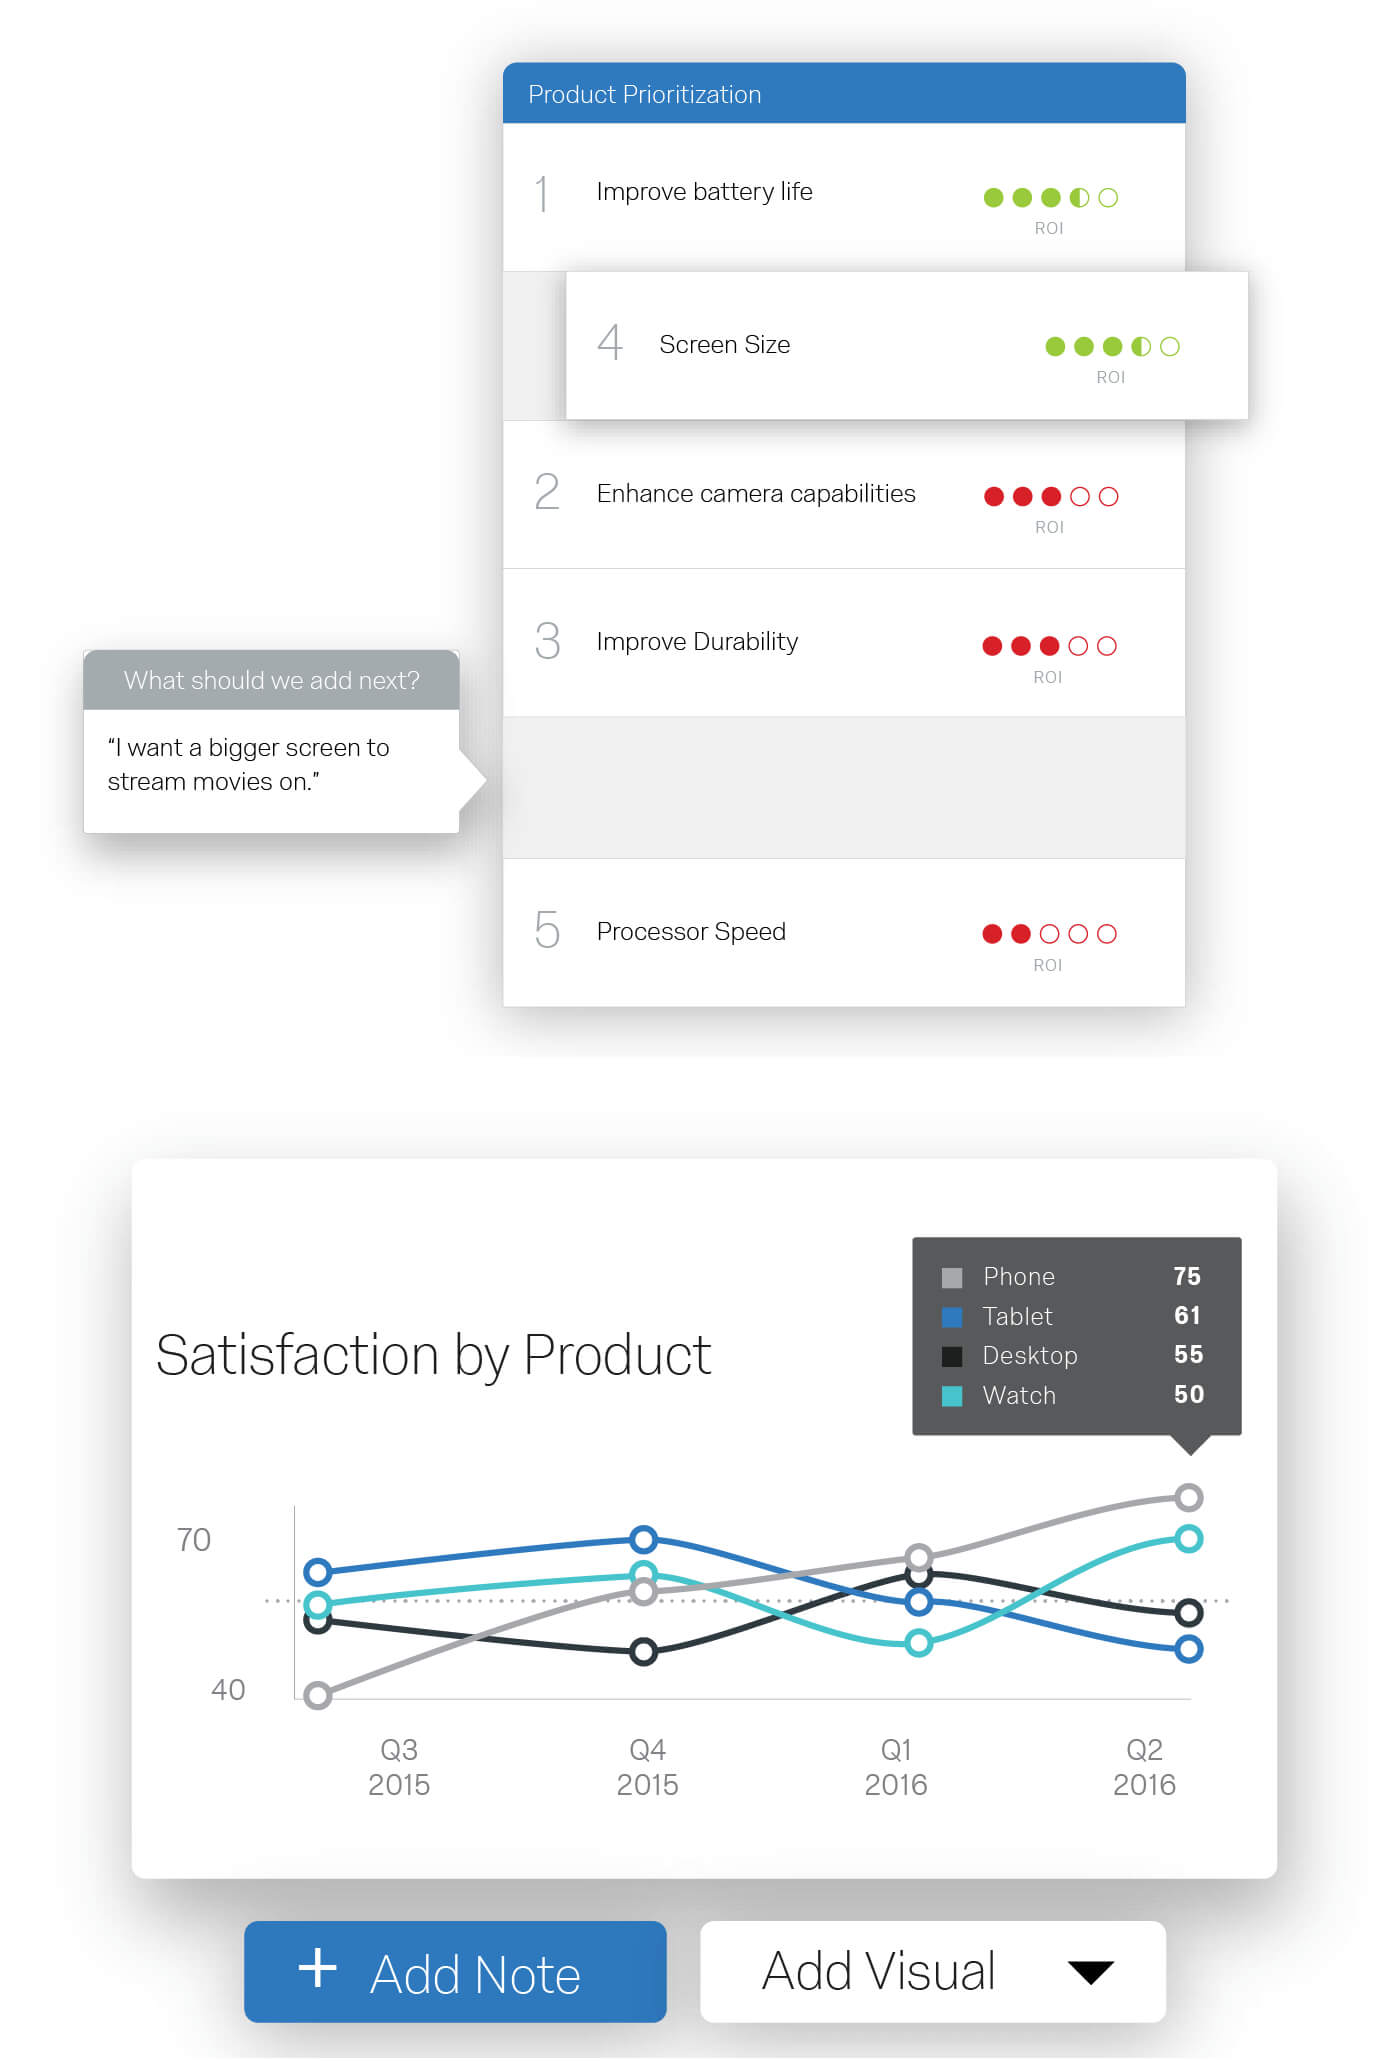 Product Prioritization
1 Improve battery life
ROI
4 Screen Size
ROI
2 Enhance camera capabilities
ROI
3 Improve Durability
ROI
What should we add next?
“I want a bigger screen to
stream movies on.”
5 Processor Speed
ROI
Satisfaction by Product
Phone 75
Tablet 61
Desktop 55
Watch 50
70
40
Q3 Q4 Q1 Q2
2015 2015 2016 2016
+ Add Note
Add Visual